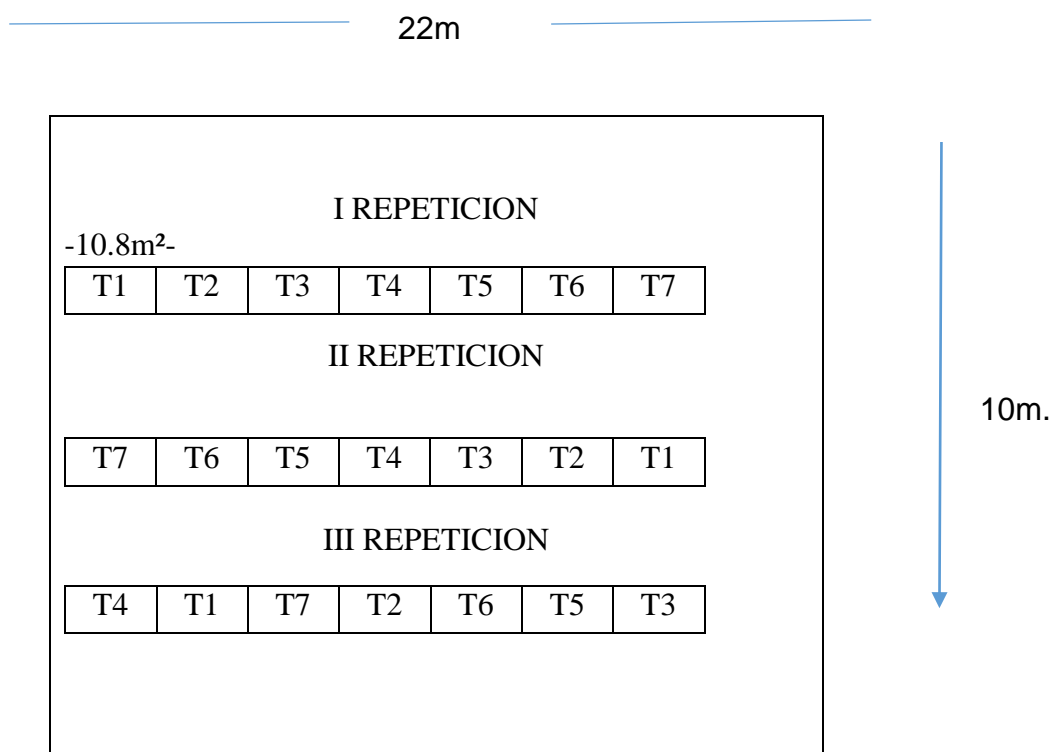 22m
I REPETICION
-10.8m²-
T1 T2 T3 T4 T5 T6 T7
II REPETICION
10m.
T7 T6 T5 T4 T3 T2 T1
III REPETICION
T4 T1 T7 T2 T6 T5 T3